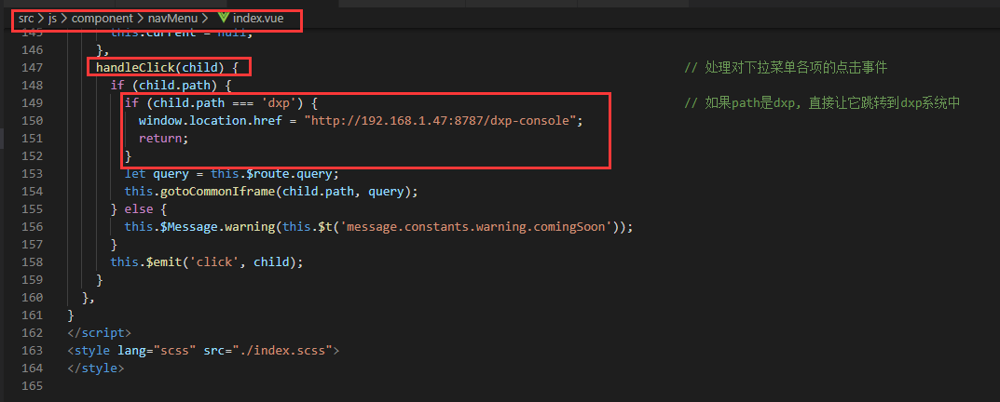 src > js > component > navMenu > index.vue
145 this.current = null;
146 },
147 handleClick(child) { // 处理对下拉菜单各项的点击事件
148 if (child.path) {
149 if (child.path === 'dxp') { // 如果path是dxp, 直接让它跳转到dxp系统中
150 window.location.href = "http://192.168.1.47:8787/dxp-console";
151 return;
152 }
153 let query = this.$route.query;
154 this.gotoCommonIframe(child.path, query);
155 } else {
156 this.$Message.warning(this.$t('message.constants.warning.comingSoon'));
157 }
158 this.$emit('click', child);
159 }
160 },
161 }
162 </script>
163 <style lang="scss" src="./index.scss">
164 </style>
165